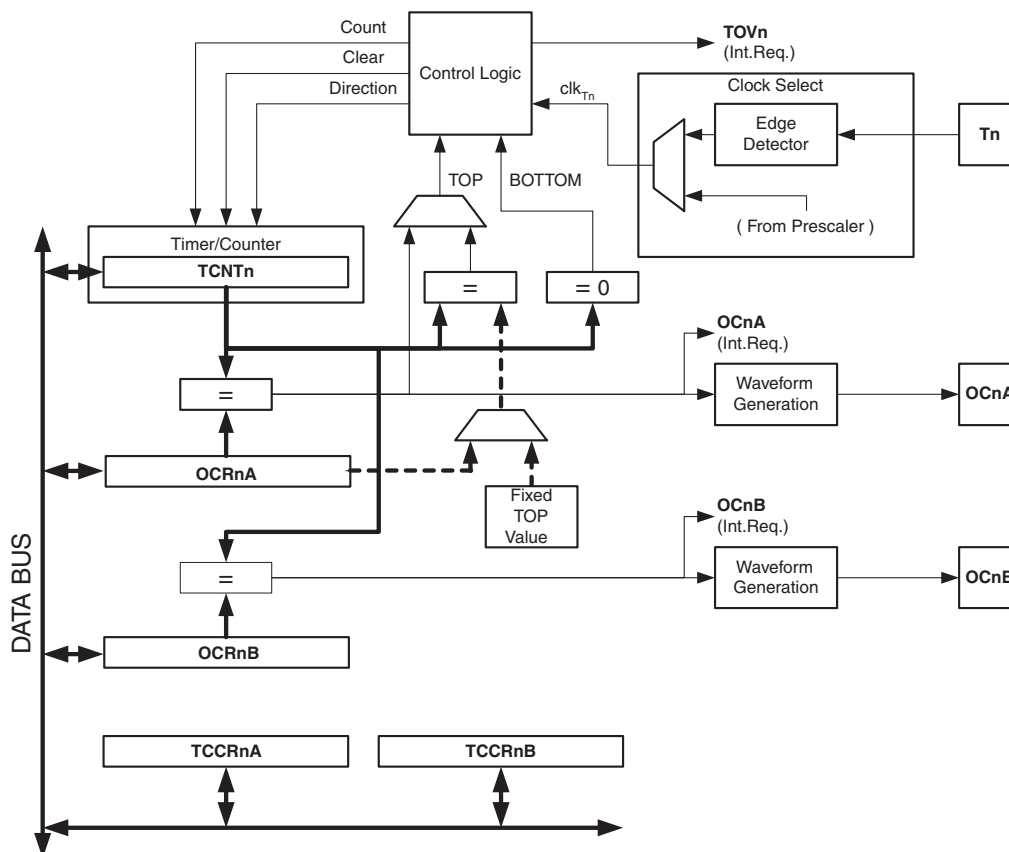 Count
Clear
Direction
Control Logic
TOVn
(Int.Req.)
clkTn
Clock Select
Edge
Detector
Tn
( From Prescaler )
TOP
BOTTOM
Timer/Counter
TCNTn
=
= 0
=
OCnA
(Int.Req.)
Waveform
Generation
OCnA
OCRnA
Fixed
TOP
Value
OCnB
(Int.Req.)
=
Waveform
Generation
OCnB
OCRnB
DATA BUS
TCCRnA
TCCRnB